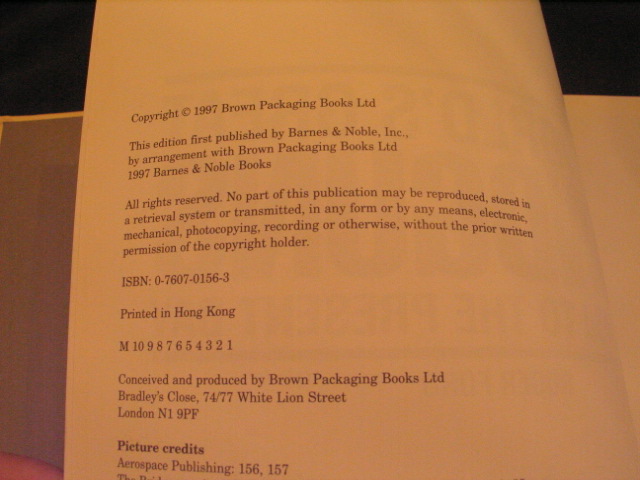 Copyright © 1997 Brown Packaging Books Ltd
This edition first published by Barnes & Noble, Inc.,
by arrangement with Brown Packaging Books Ltd
1997 Barnes & Noble Books
All rights reserved. No part of this publication may be reproduced, stored in
a retrieval system or transmitted, in any form or by any means, electronic,
mechanical, photocopying, recording or otherwise, without the prior written
permission of the copyright holder.
ISBN: 0-7607-0156-3
Printed in Hong Kong
M 10 9 8 7 6 5 4 3 2 1
Conceived and produced by Brown Packaging Books Ltd
Bradley's Close, 74/77 White Lion Street
London N1 9PF
Picture credits
Aerospace Publishing: 156, 157